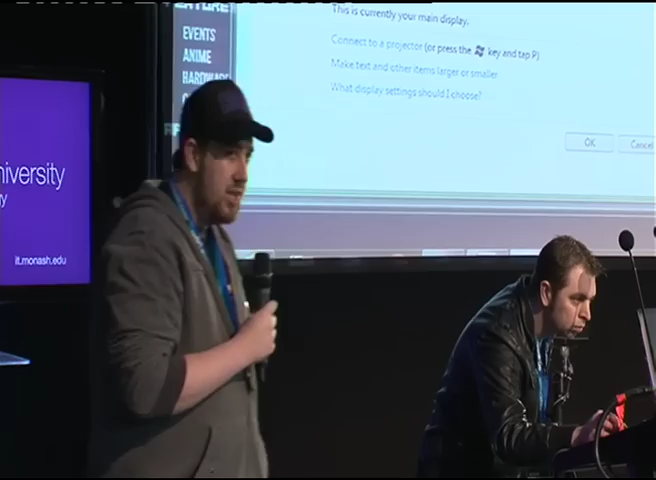 EVENTS
ANIME
HARDWARE
This is currently your main display.
Connect to a projector (or press the key and tap P)
Make text and other items larger or smaller
What display settings should I choose?
OK
Cancel
niversity
gy
it.monash.edu